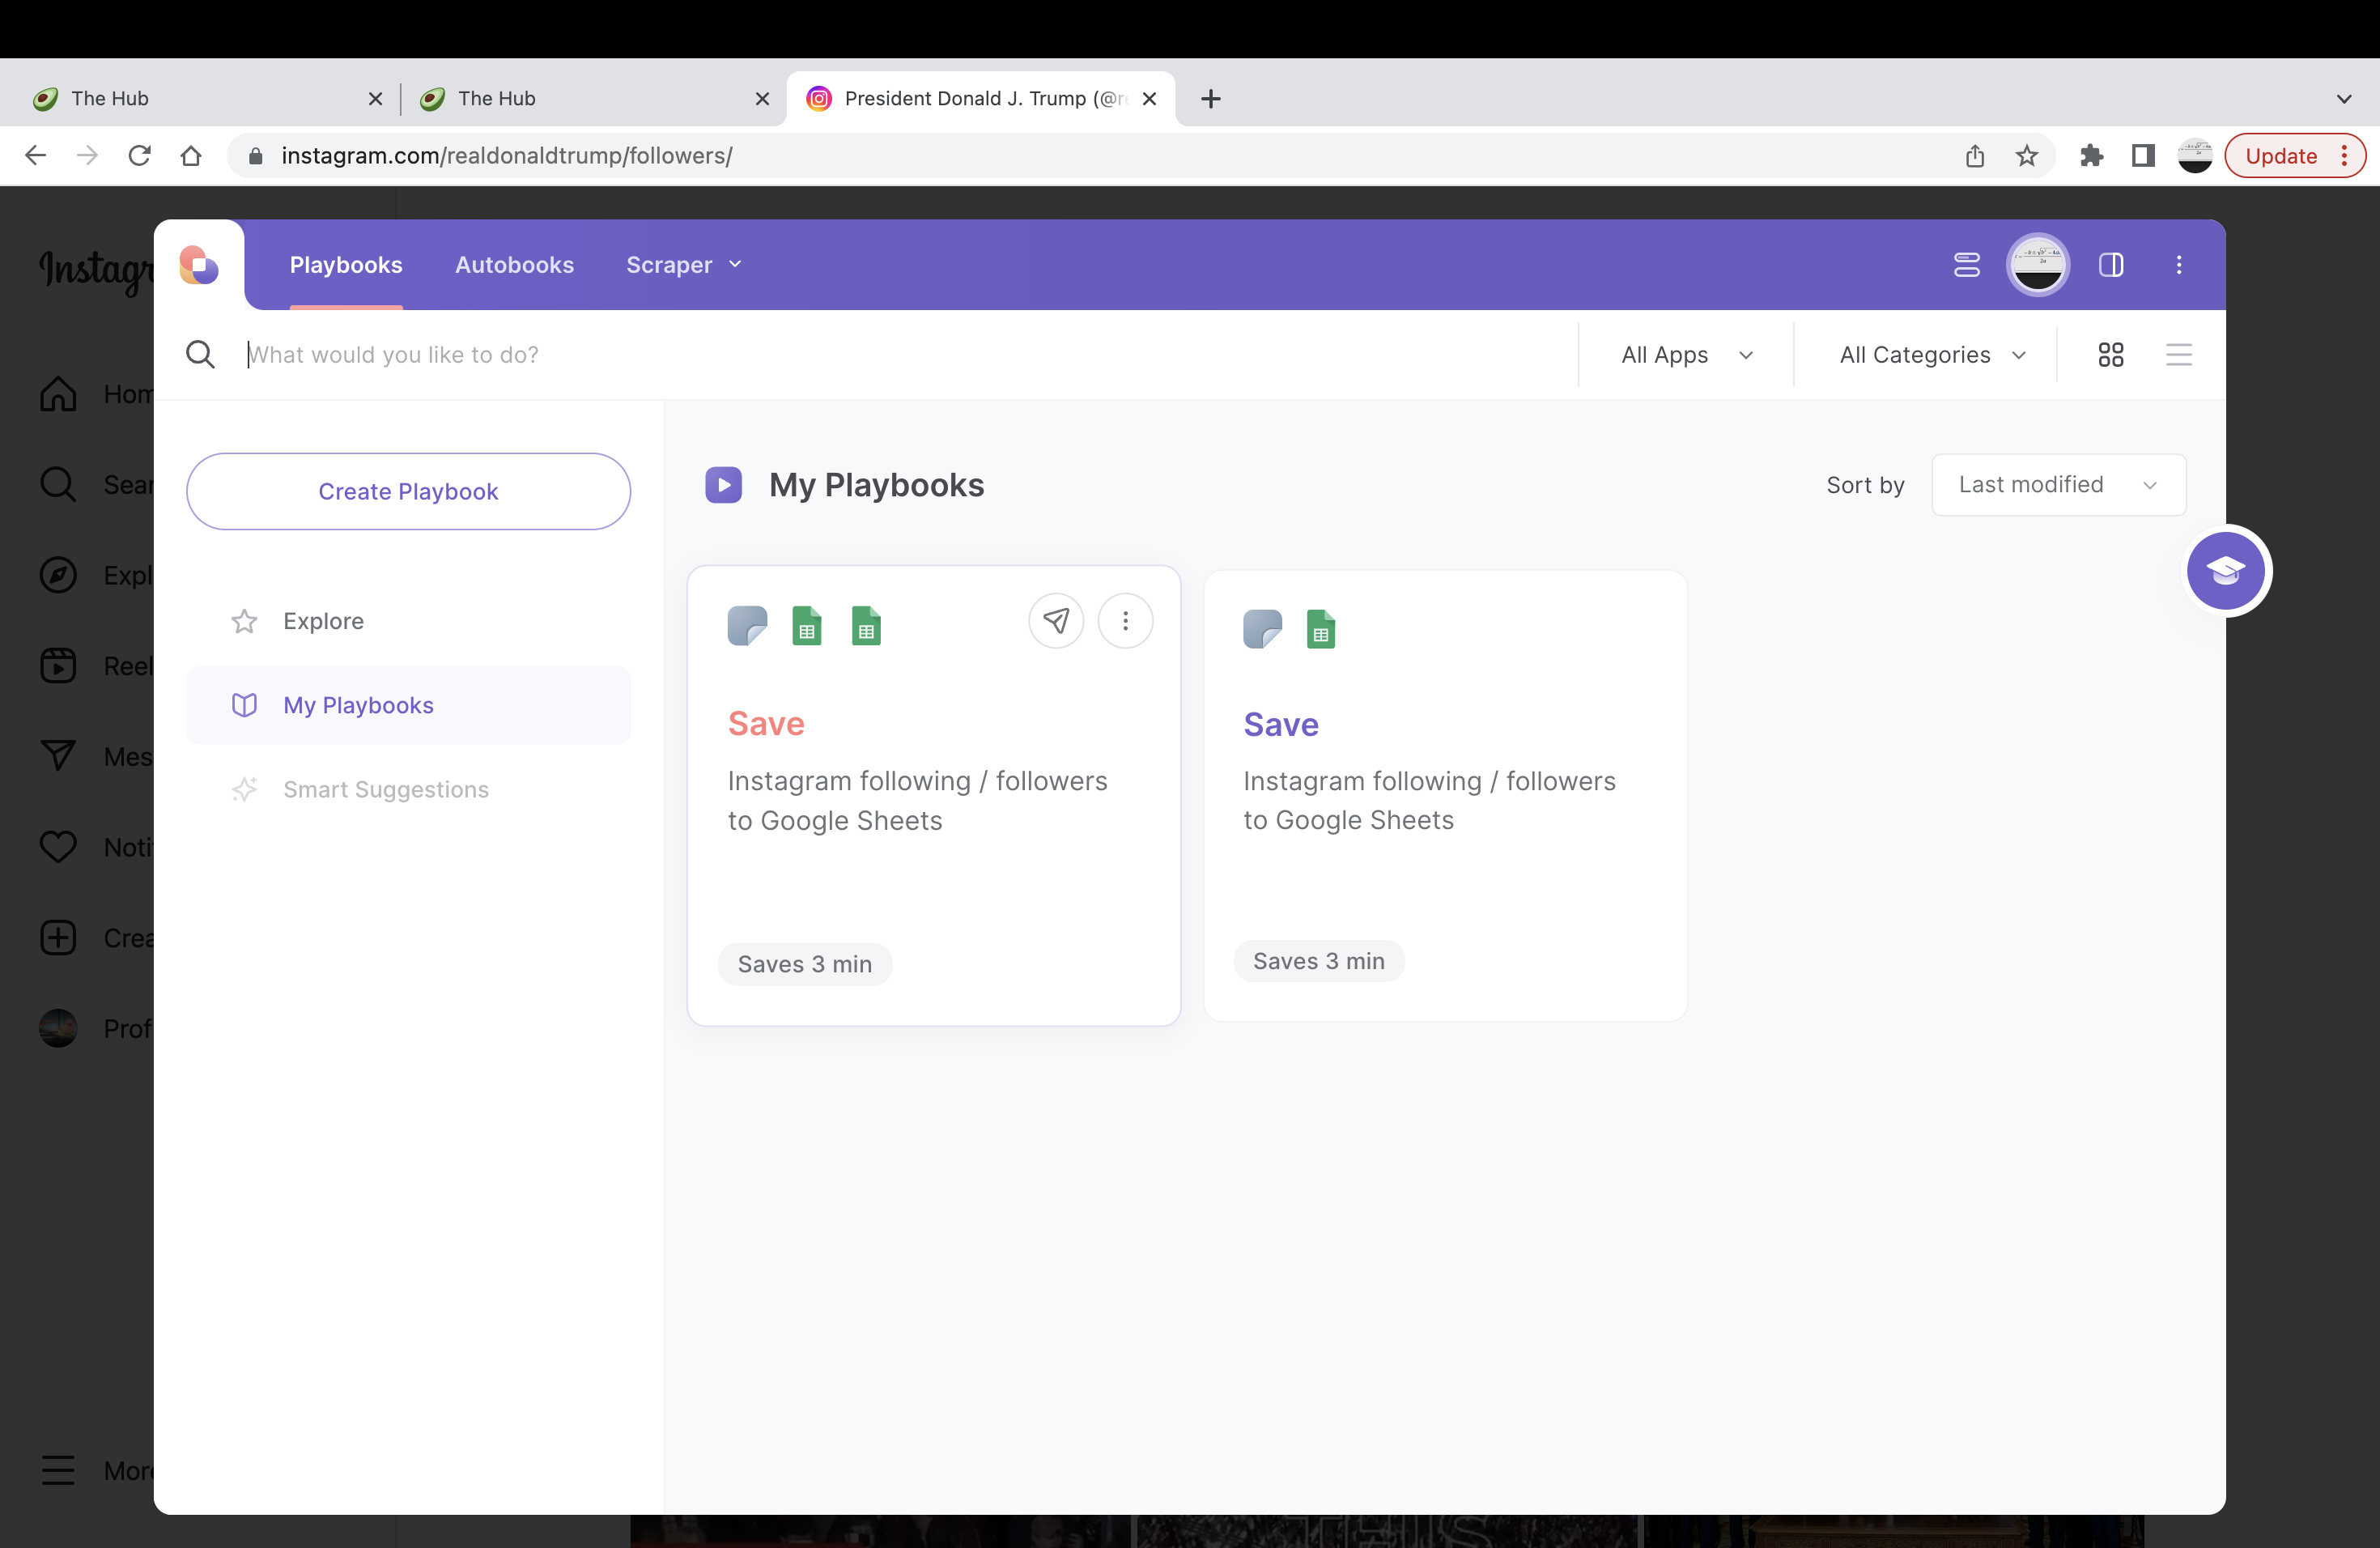 The Hub
The Hub
President Donald J. Trump (@re
instagram.com/realdonaldtrump/followers/
Update
Instagr
Playbooks
Autobooks
Scraper
What would you like to do?
All Apps
All Categories
Hom
Sear
Expl
Reel
Mes
Noti
Crea
Prof
More
Create Playbook
Explore
My Playbooks
Smart Suggestions
My Playbooks
Sort by
Last modified
Save
Instagram following / followers
to Google Sheets
Saves 3 min
Save
Instagram following / followers
to Google Sheets
Saves 3 min
THIS